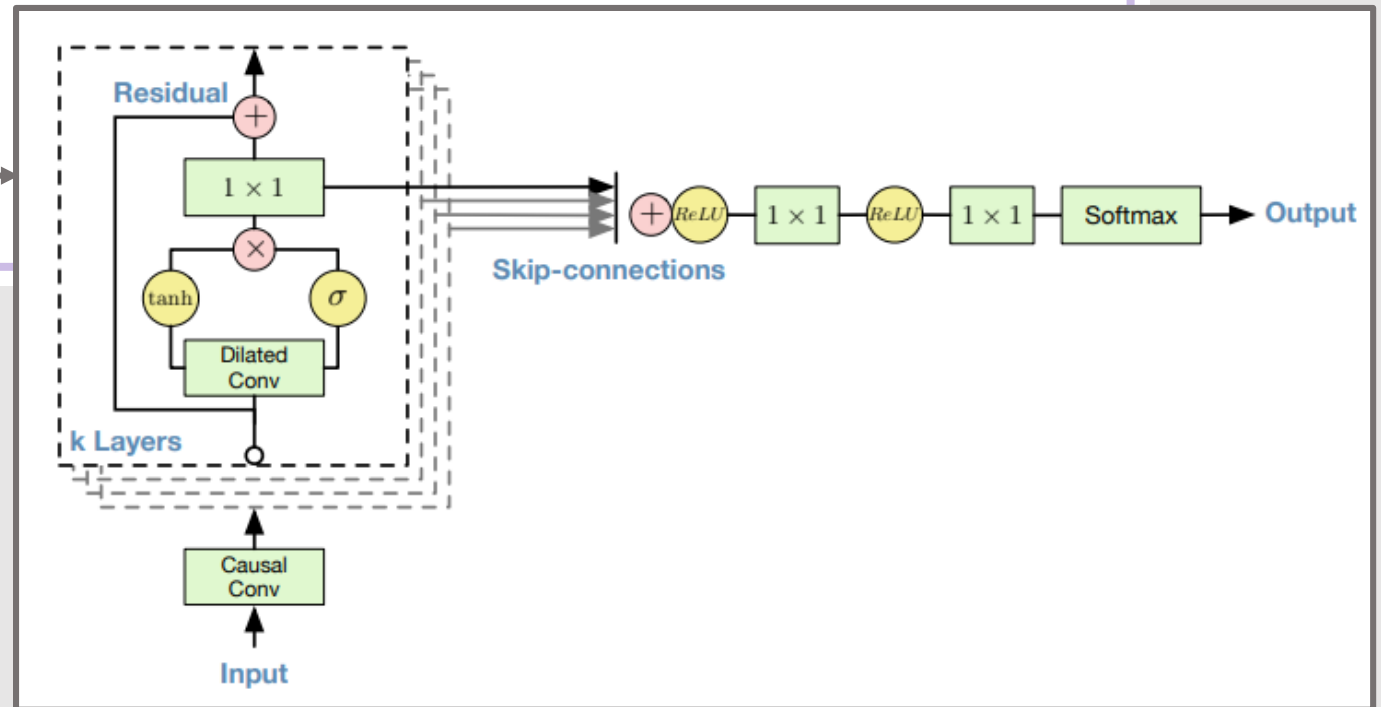 Residual
+
1 × 1
×
tanh
σ
Dilated
Conv
k Layers
Causal
Conv
Input
Skip-connections
+
ReLU
1 × 1
ReLU
1 × 1
Softmax
Output